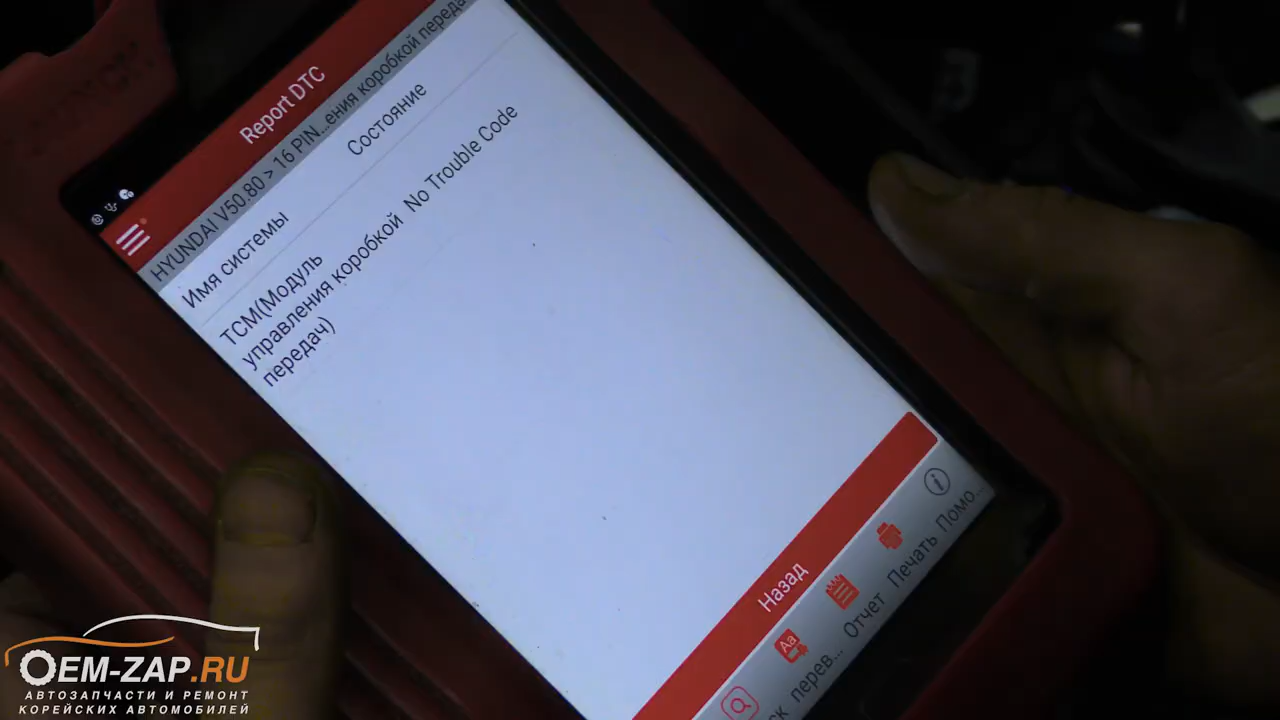 Report DTC
HYUNDAI V50.80 > 16 PIN...ения коробкой переда
Имя системы Состояние
TCM(Модуль
управления коробкой No Trouble Code
передач)
Назад
перев... Отчет Печать Помо...
OEM-ZAP.RU
АВТОЗАПЧАСТИ И РЕМОНТ
КОРЕЙСКИХ АВТОМОБИЛЕЙ